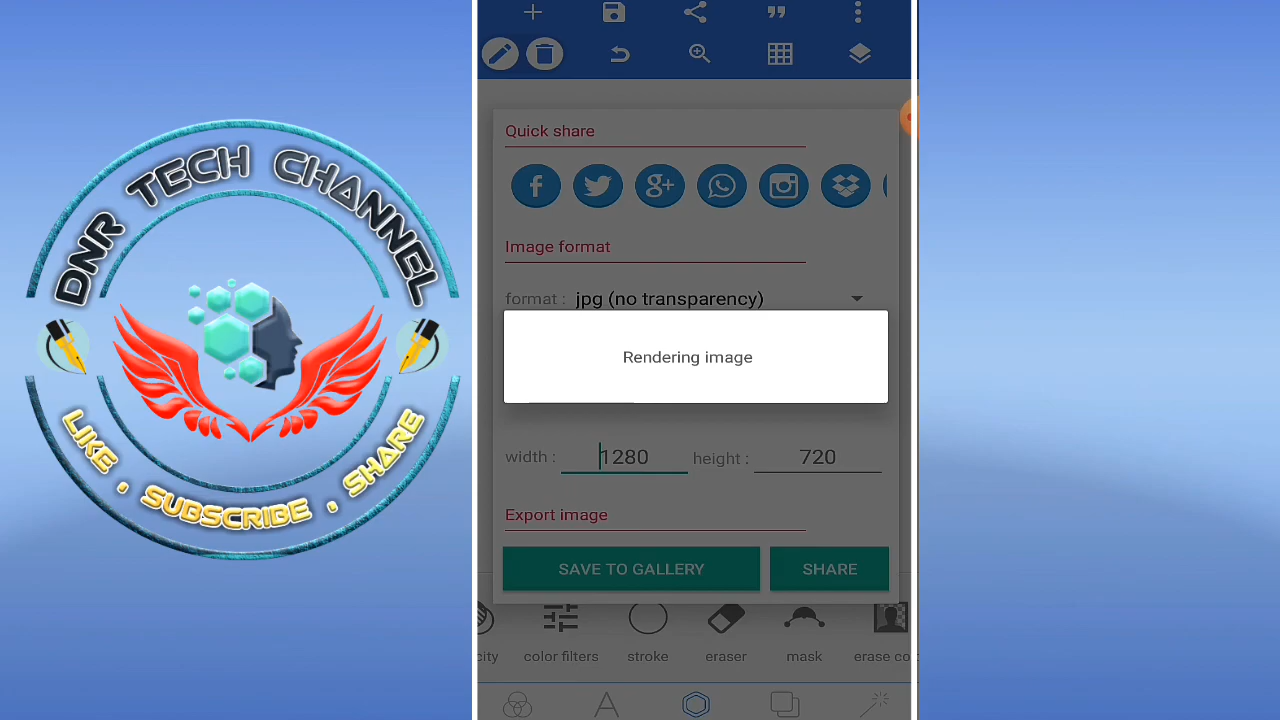 DNR TECH CHANNEL
LIKE . SUBSCRIBE . SHARE
Quick share
Image format
format : jpg (no transparency)
Rendering image
width : 1280 height : 720
Export image
SAVE TO GALLERY SHARE
city color filters stroke eraser mask erase co